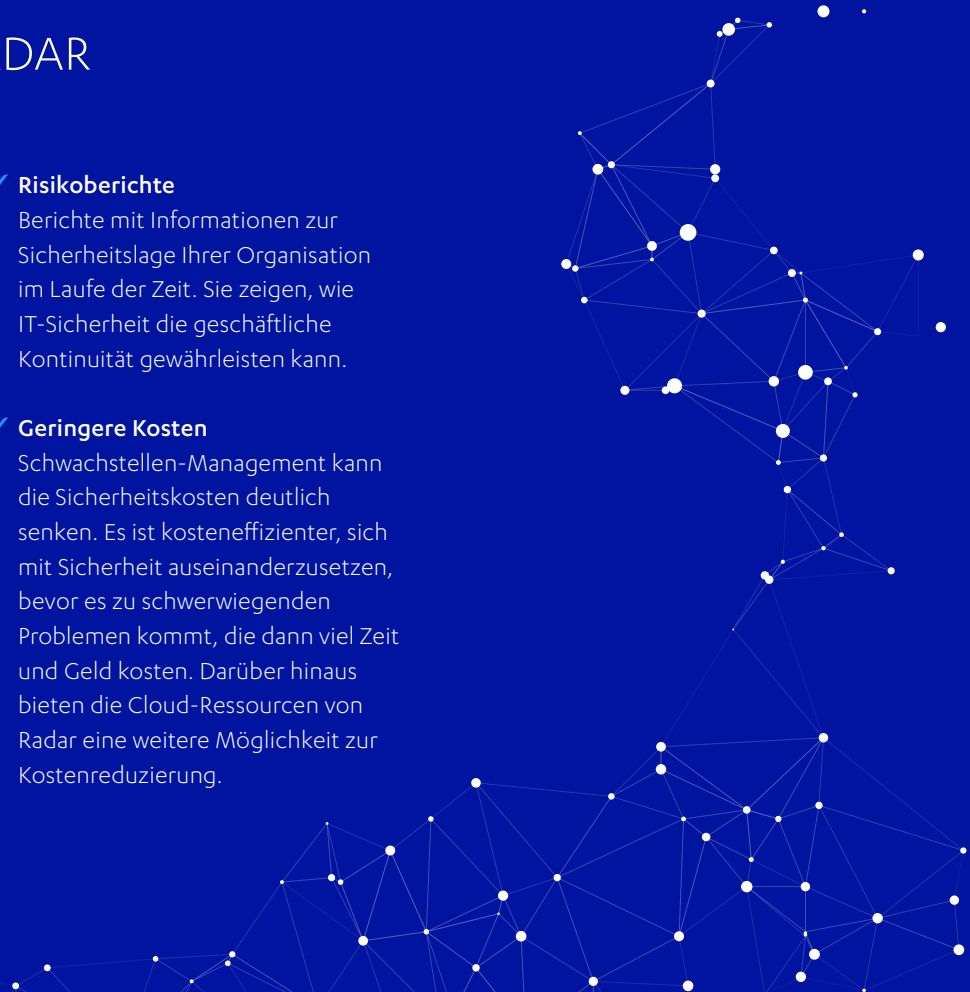 DAR
Risikoberichte
Berichte mit Informationen zur
Sicherheitslage Ihrer Organisation
im Laufe der Zeit. Sie zeigen, wie
IT-Sicherheit die geschäftliche
Kontinuität gewährleisten kann.
Geringere Kosten
Schwachstellen-Management kann
die Sicherheitskosten deutlich
senken. Es ist kosteneffizienter, sich
mit Sicherheit auseinanderzusetzen,
bevor es zu schwerwiegenden
Problemen kommt, die dann viel Zeit
und Geld kosten. Darüber hinaus
bieten die Cloud-Ressourcen von
Radar eine weitere Möglichkeit zur
Kostenreduzierung.